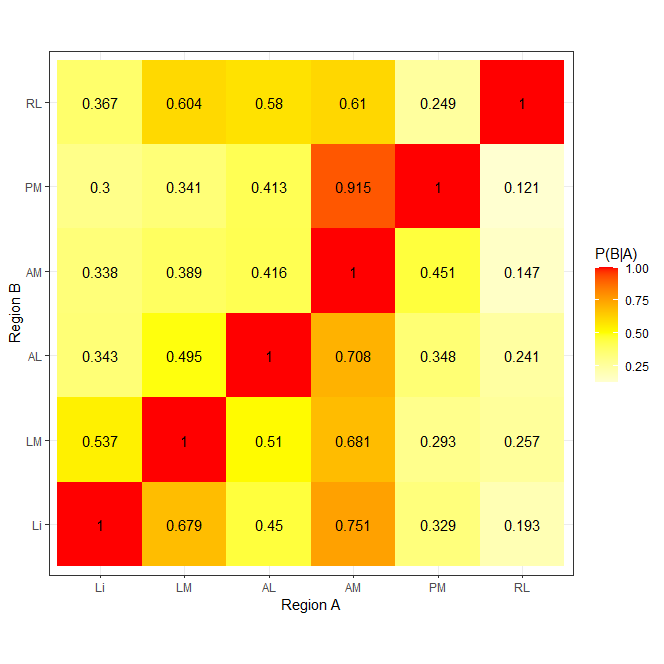 RL 0.367 0.604 0.58 0.61 0.249 1
PM 0.3 0.341 0.413 0.915 1 0.121
AM 0.338 0.389 0.416 1 0.451 0.147
AL 0.343 0.495 1 0.708 0.348 0.241
LM 0.537 1 0.51 0.681 0.293 0.257
Li 1 0.679 0.45 0.751 0.329 0.193
Li LM AL AM PM RL
Region A
Region B
P(B|A)
1.00
0.75
0.50
0.25